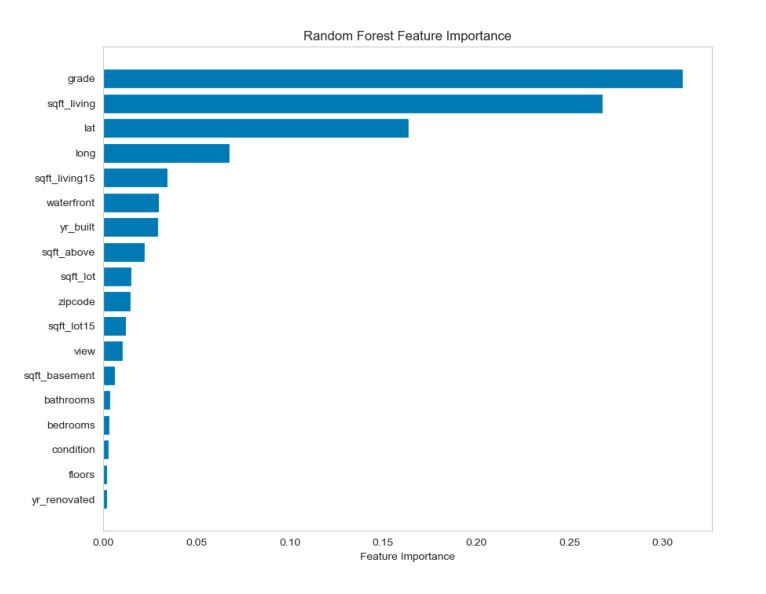 Random Forest Feature Importance
grade
sqft_living
lat
long
sqft_living15
waterfront
yr_built
sqft_above
sqft_lot
zipcode
sqft_lot15
view
sqft_basement
bathrooms
bedrooms
condition
floors
yr_renovated
0.00 0.05 0.10 0.15 0.20 0.25 0.30
Feature Importance